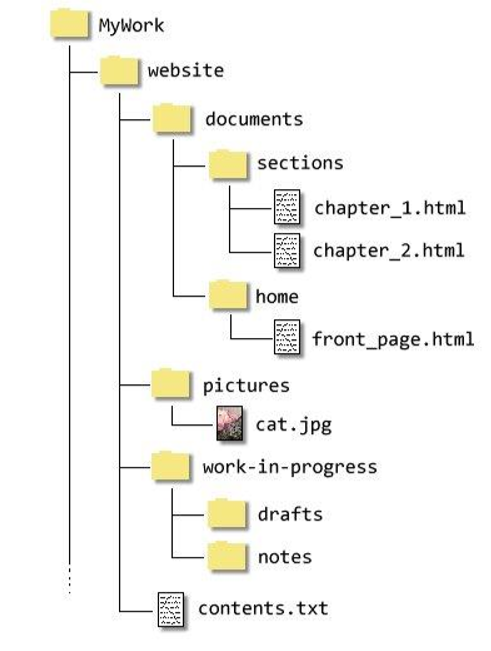 MyWork
website
documents
sections
chapter_1.html
chapter_2.html
home
front_page.html
pictures
cat.jpg
work-in-progress
drafts
notes
contents.txt